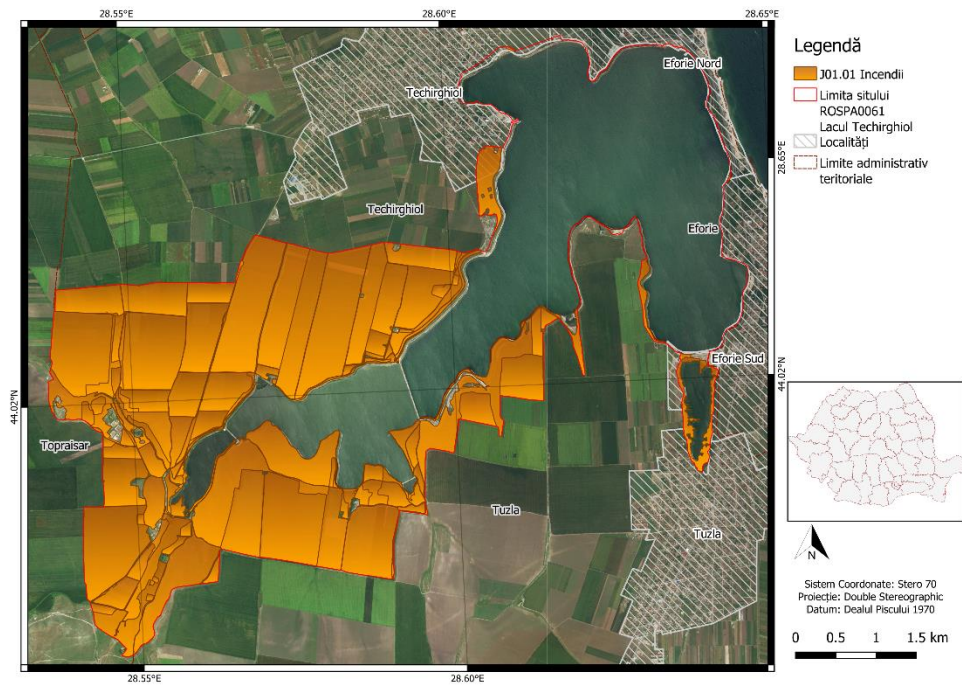 28.55°E
28.60°E
28.65°E
Eforie Nord
Techirghiol
28.65°E
Techirghiol
Eforie
Eforie Sud
44.02°N
44.02°N
Topraisar
Tuzla
Tuzla
28.55°E
28.60°E
Legendă
J01.01 Incendii
Limita sitului
ROSPA0061
Lacul Techirghiol
Localități
Limite administrativ
teritoriale
N
Sistem Coordonate: Stero 70
Proiecție: Double Stereographic
Datum: Dealul Piscului 1970
0 0.5 1 1.5 km